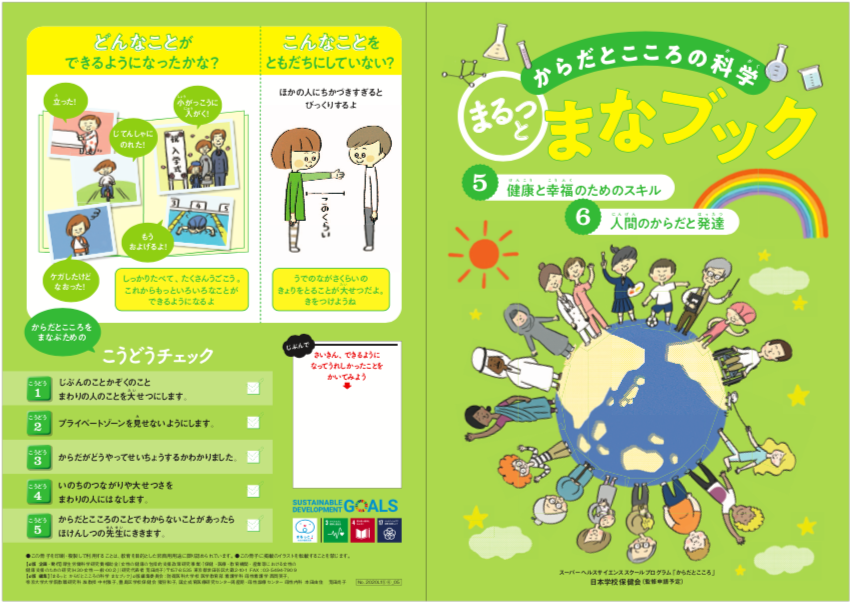 どんなことが
できるようになったかな?
こんなことを
ともだちにしていない?
立った!
じてんしゃに
のれた!
小がっこうに
入がく!
入学式
もう
およげるよ!
ケガしたけど
なおった!
しっかりたべて、たくさんうごこう。
これからもっといろいろなことが
できるようになるよ
ほかの人にちかづきすぎると
びっくりするよ
このくらい
うでのながさくらいの
きょりをとることが大せつだよ。
きをつけようね
からだとこころを
まなぶための
こうどうチェック
こうどう
1
じぶんのことかぞくのこと
まわりの人のことを大せつにします。
こうどう
2
プライベートゾーンを見せないようにします。
こうどう
3
からだがどうやってせいちょうするかわかりました。
こうどう
4
いのちのつながりや大せつさを
まわりの人にはなします。
こうどう
5
からだとこころのことでわからないことがあったら
ほけんしつの先生にききます。
じぶんで
さいきん、できるように
なってうれしかったことを
かいてみよう
SUSTAINABLE
DEVELOPMENT
GOALS
からだとこころの科学
まるっと
まなブック
5
健康と幸福のためのスキル
6
人間のからだと発達
スーパーヘルスサイエンススクールプログラム「からだとこころ」
日本学校保健会(監修申請予定)